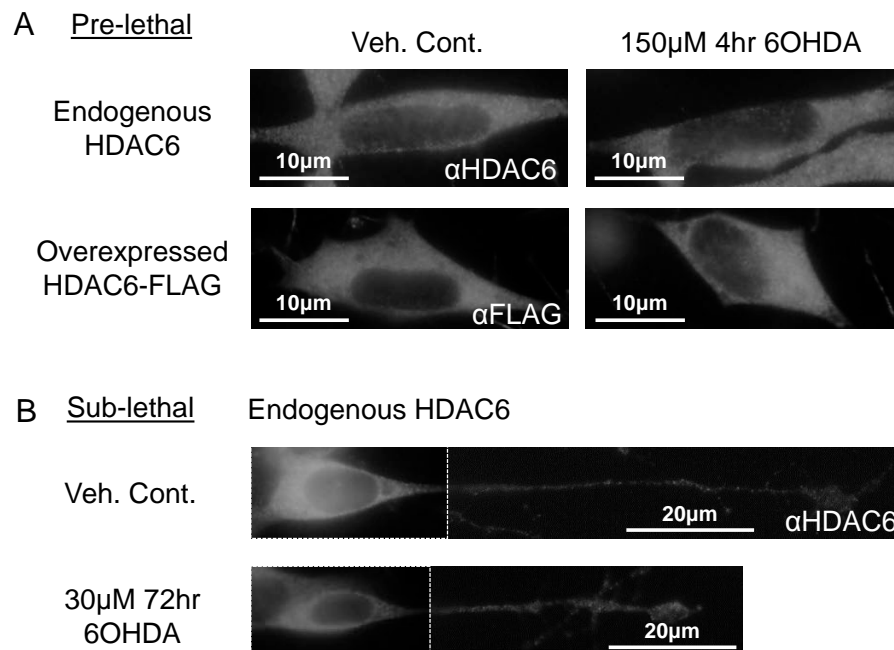 A Pre-lethal
Veh. Cont. 150µM 4hr 6OHDA
Endogenous
HDAC6
10µm
αHDAC6
10µm
Overexpressed
HDAC6-FLAG
10µm
αFLAG
10µm
B Sub-lethal Endogenous HDAC6
Veh. Cont.
20µm
αHDAC6
30µM 72hr
6OHDA
20µm